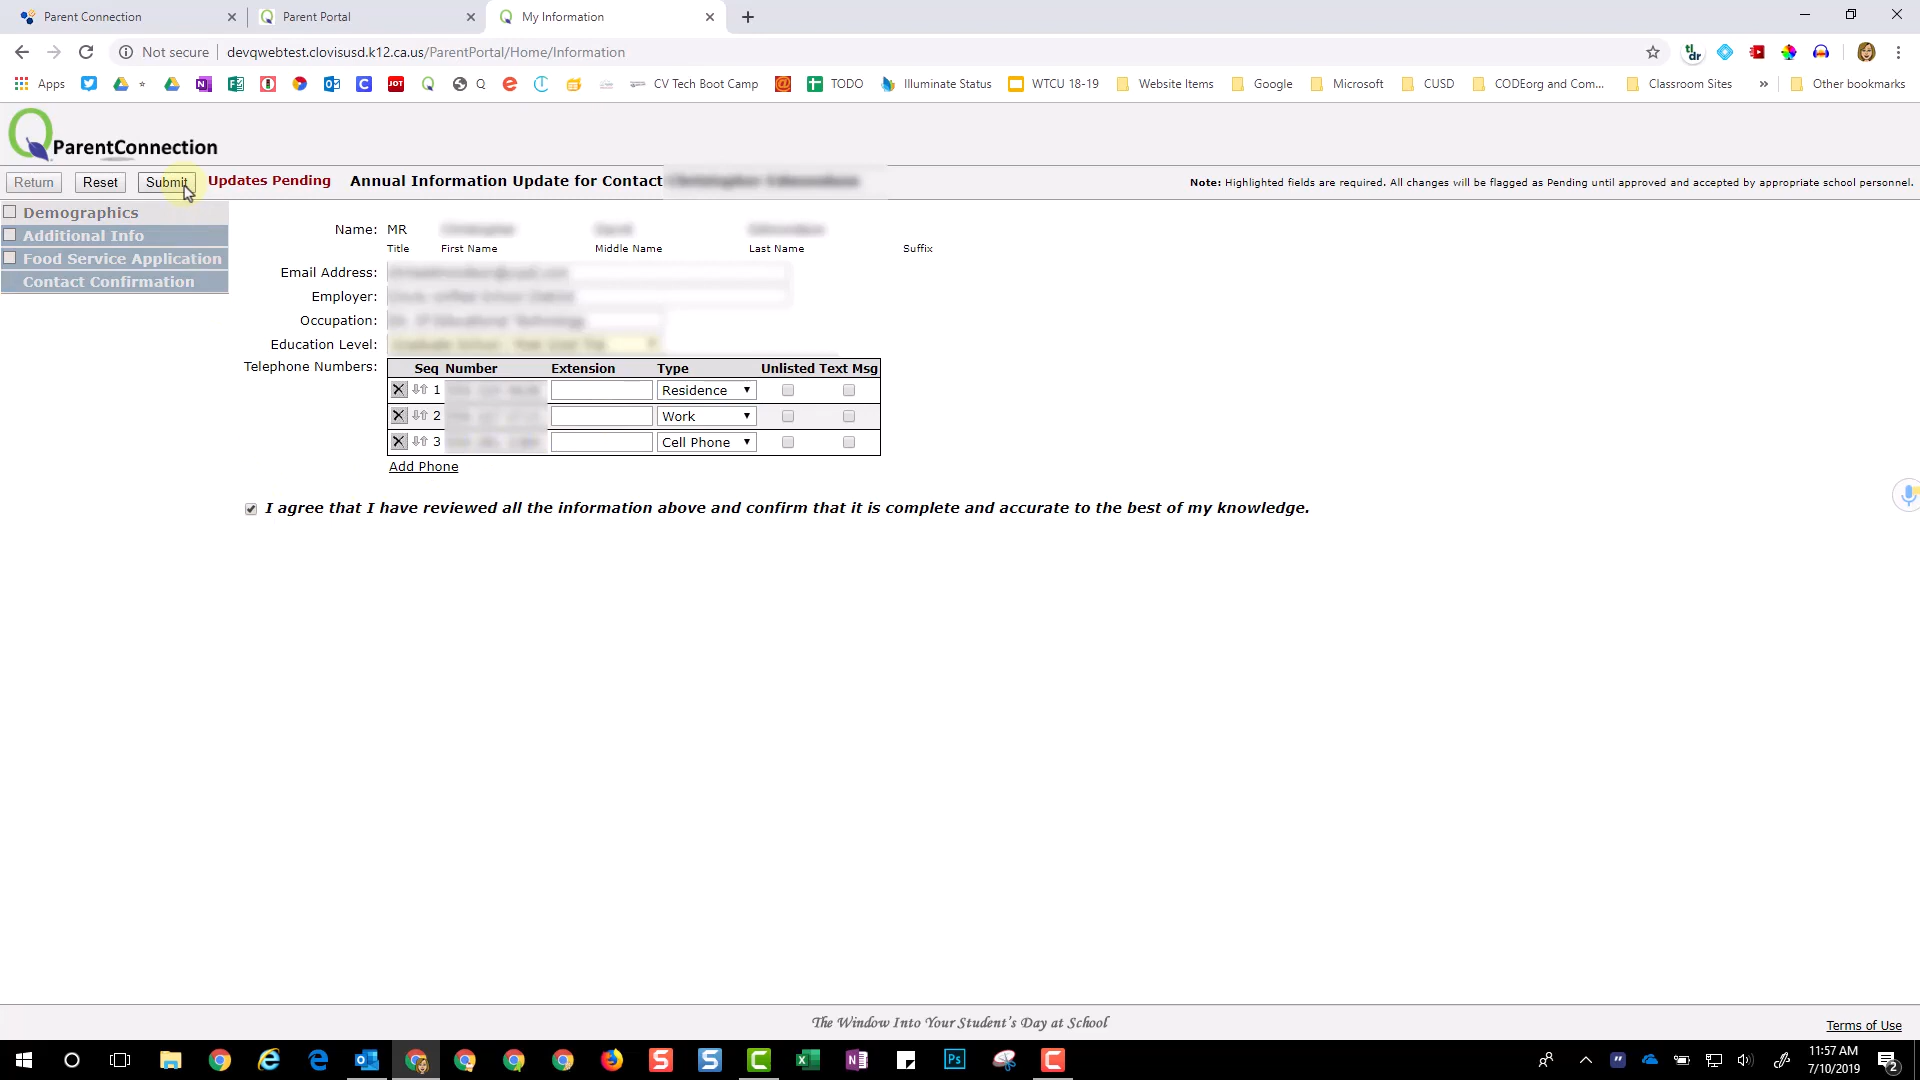 Parent Connection
Parent Portal
My Information
Not secure
devqwebtest.clovisusd.k12.ca.us/ParentPortal/Home/Information
tl;dr
Apps
JOT
Q
CV Tech Boot Camp
TODO
Illuminate Status
WTCU 18-19
Website Items
Google
Microsoft
CUSD
CODEorg and Com...
Classroom Sites
»
Other bookmarks
ParentConnection
Return
Reset
Submit
Updates Pending
Annual Information Update for Contact
Note: Highlighted fields are required. All changes will be flagged as Pending until approved and accepted by appropriate school personnel.
Demographics
Additional Info
Food Service Application
Contact Confirmation
Name: MR
Title First Name Middle Name Last Name Suffix
Email Address:
Employer:
Occupation:
Education Level:
Telephone Numbers:
Seq Number Extension Type Unlisted Text Msg
1 Residence
2 Work
3 Cell Phone
Add Phone
I agree that I have reviewed all the information above and confirm that it is complete and accurate to the best of my knowledge.
The Window Into Your Student's Day at School
Terms of Use
11:57 AM
7/10/2019
2